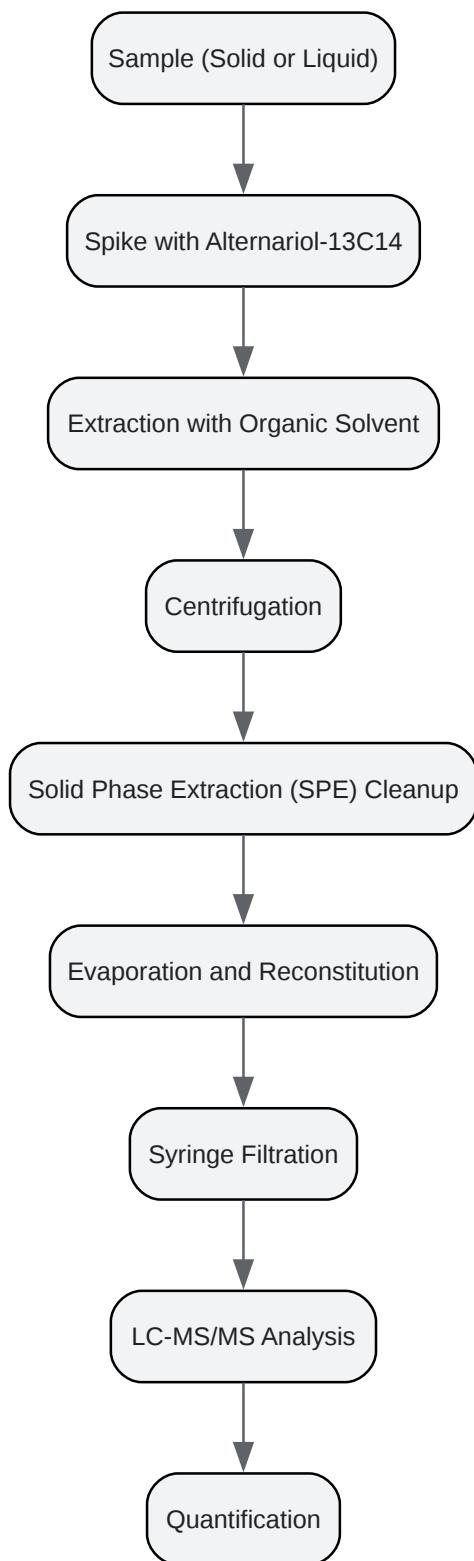 Sample (Solid or Liquid)
Spike with Alternariol-13C14
Extraction with Organic Solvent
Centrifugation
Solid Phase Extraction (SPE) Cleanup
Evaporation and Reconstitution
Syringe Filtration
LC-MS/MS Analysis
Quantification